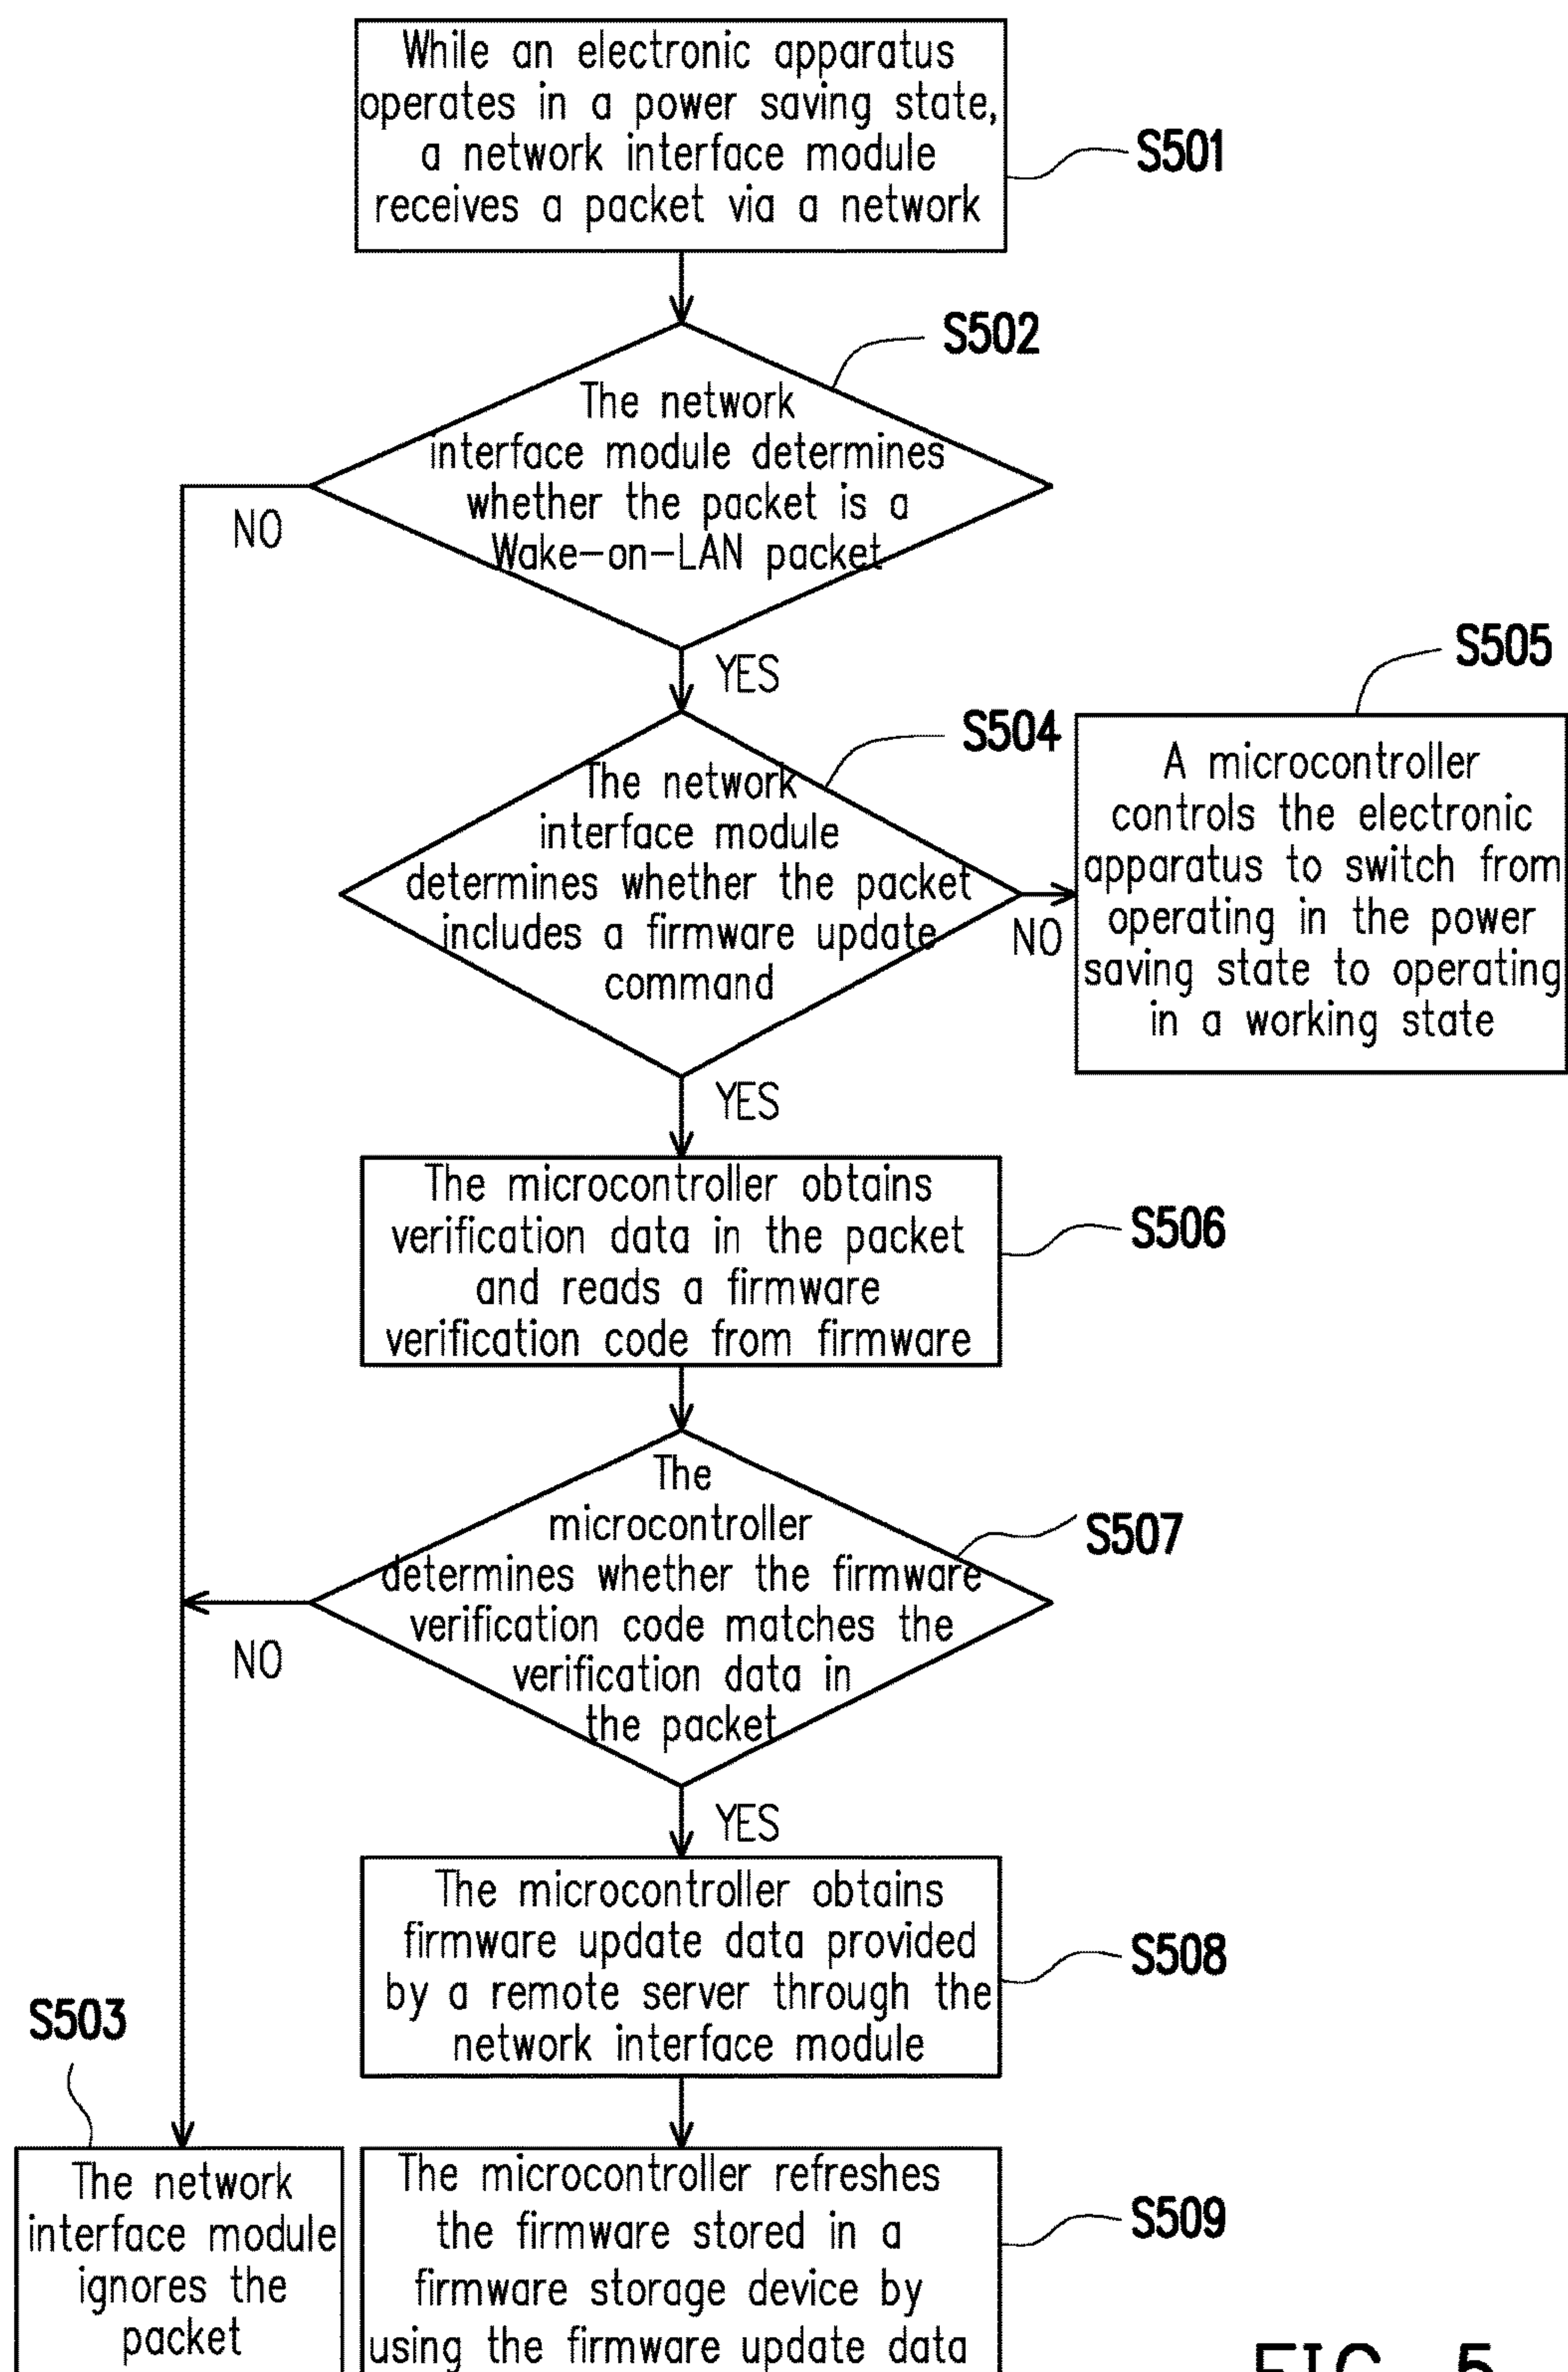 While an electronic apparatus
operates in a power saving state,
a network interface module
receives a packet via a network
S501
S502
The network
interface module determines
whether the packet is a
Wake-on-LAN packet
NO
YES
S504
The network
interface module
determines whether the packet
includes a firmware update
command
NO
YES
S505
A microcontroller
controls the electronic
apparatus to switch from
operating in the power
saving state to operating
in a working state
The microcontroller obtains
verification data in the packet
and reads a firmware
verification code from firmware
S506
The
microcontroller
determines whether the firmware
verification code matches the
verification data in
the packet
S507
NO
YES
The microcontroller obtains
firmware update data provided
by a remote server through the
network interface module
S508
S503
The network
interface module
ignores the
packet
The microcontroller refreshes
the firmware stored in a
firmware storage device by
using the firmware update data
S509
FIG. 5